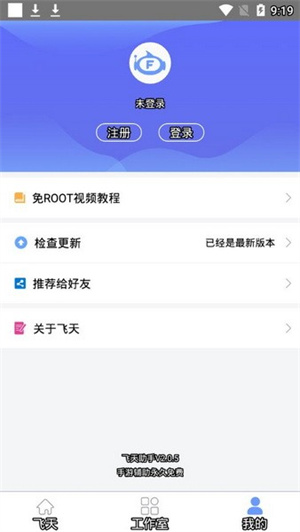 9:19
F
未登录
注册
登录
免ROOT视频教程
检查更新
已经是最新版本
推荐给好友
关于飞天
飞天助手V2.0.5
手游辅助永久免费
飞天
工作室
我的